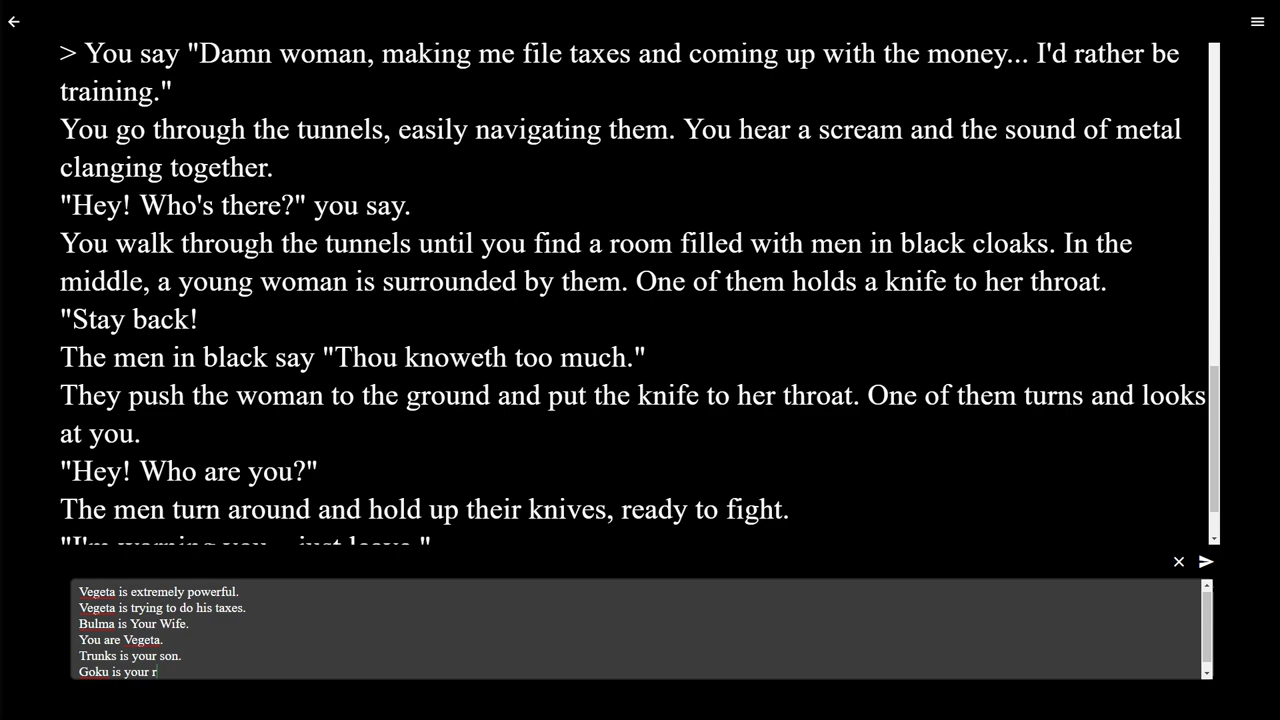 > You say "Damn woman, making me file taxes and coming up with the money... I'd rather be
training."
You go through the tunnels, easily navigating them. You hear a scream and the sound of metal
clanging together.
"Hey! Who's there?" you say.
You walk through the tunnels until you find a room filled with men in black cloaks. In the
middle, a young woman is surrounded by them. One of them holds a knife to her throat.
"Stay back!
The men in black say "Thou knoweth too much."
They push the woman to the ground and put the knife to her throat. One of them turns and looks
at you.
"Hey! Who are you?"
The men turn around and hold up their knives, ready to fight.
"I'm warning you... just leave."
Vegeta is extremely powerful.
Vegeta is trying to do his taxes.
Bulma is Your Wife.
You are Vegeta.
Trunks is your son.
Goku is your r